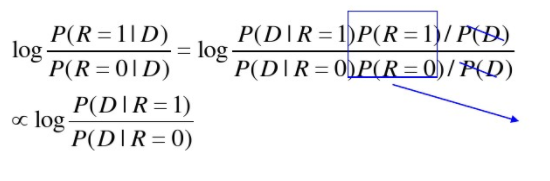 log P(R = 1 | D) / P(R = 0 | D) = log P(D | R = 1)P(R = 1) / P(D) / P(D | R = 0)P(R = 0) / P(D)
∝ log P(D | R = 1) / P(D | R = 0)